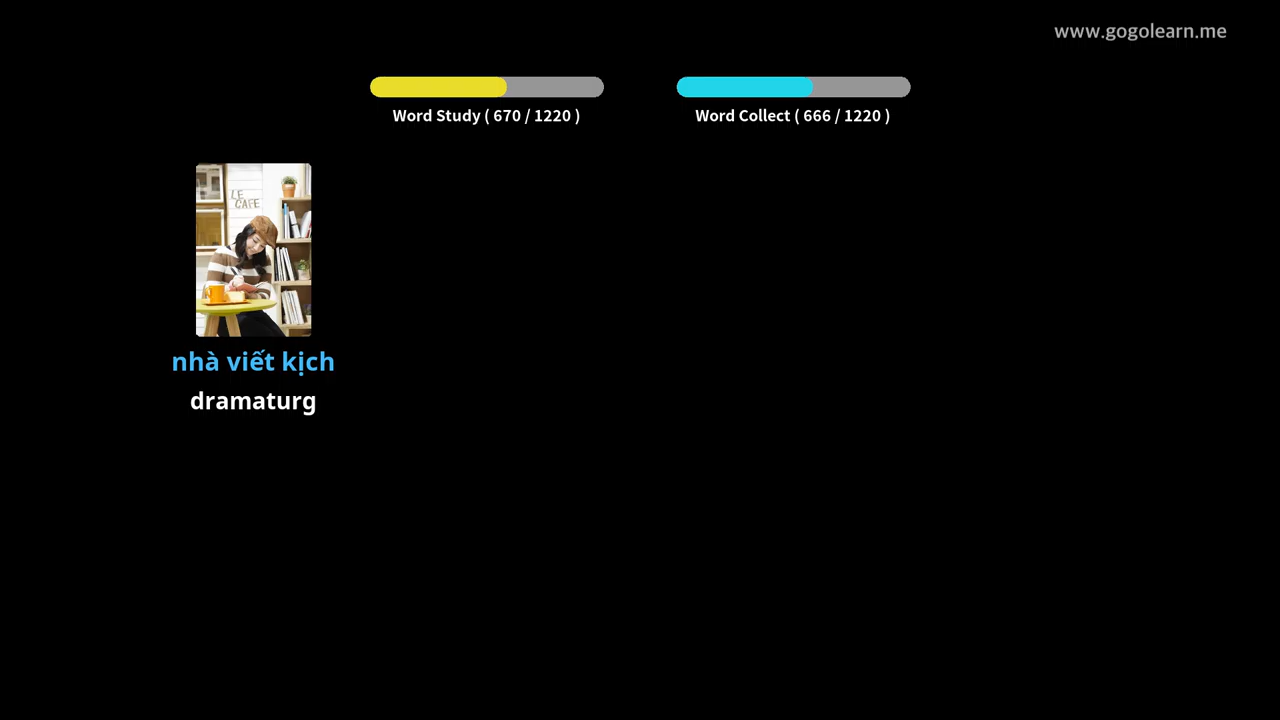 www.gogolearn.me
Word Study ( 670 / 1220 )
Word Collect ( 666 / 1220 )
LE
CAFE
nhà viết kịch
dramaturg